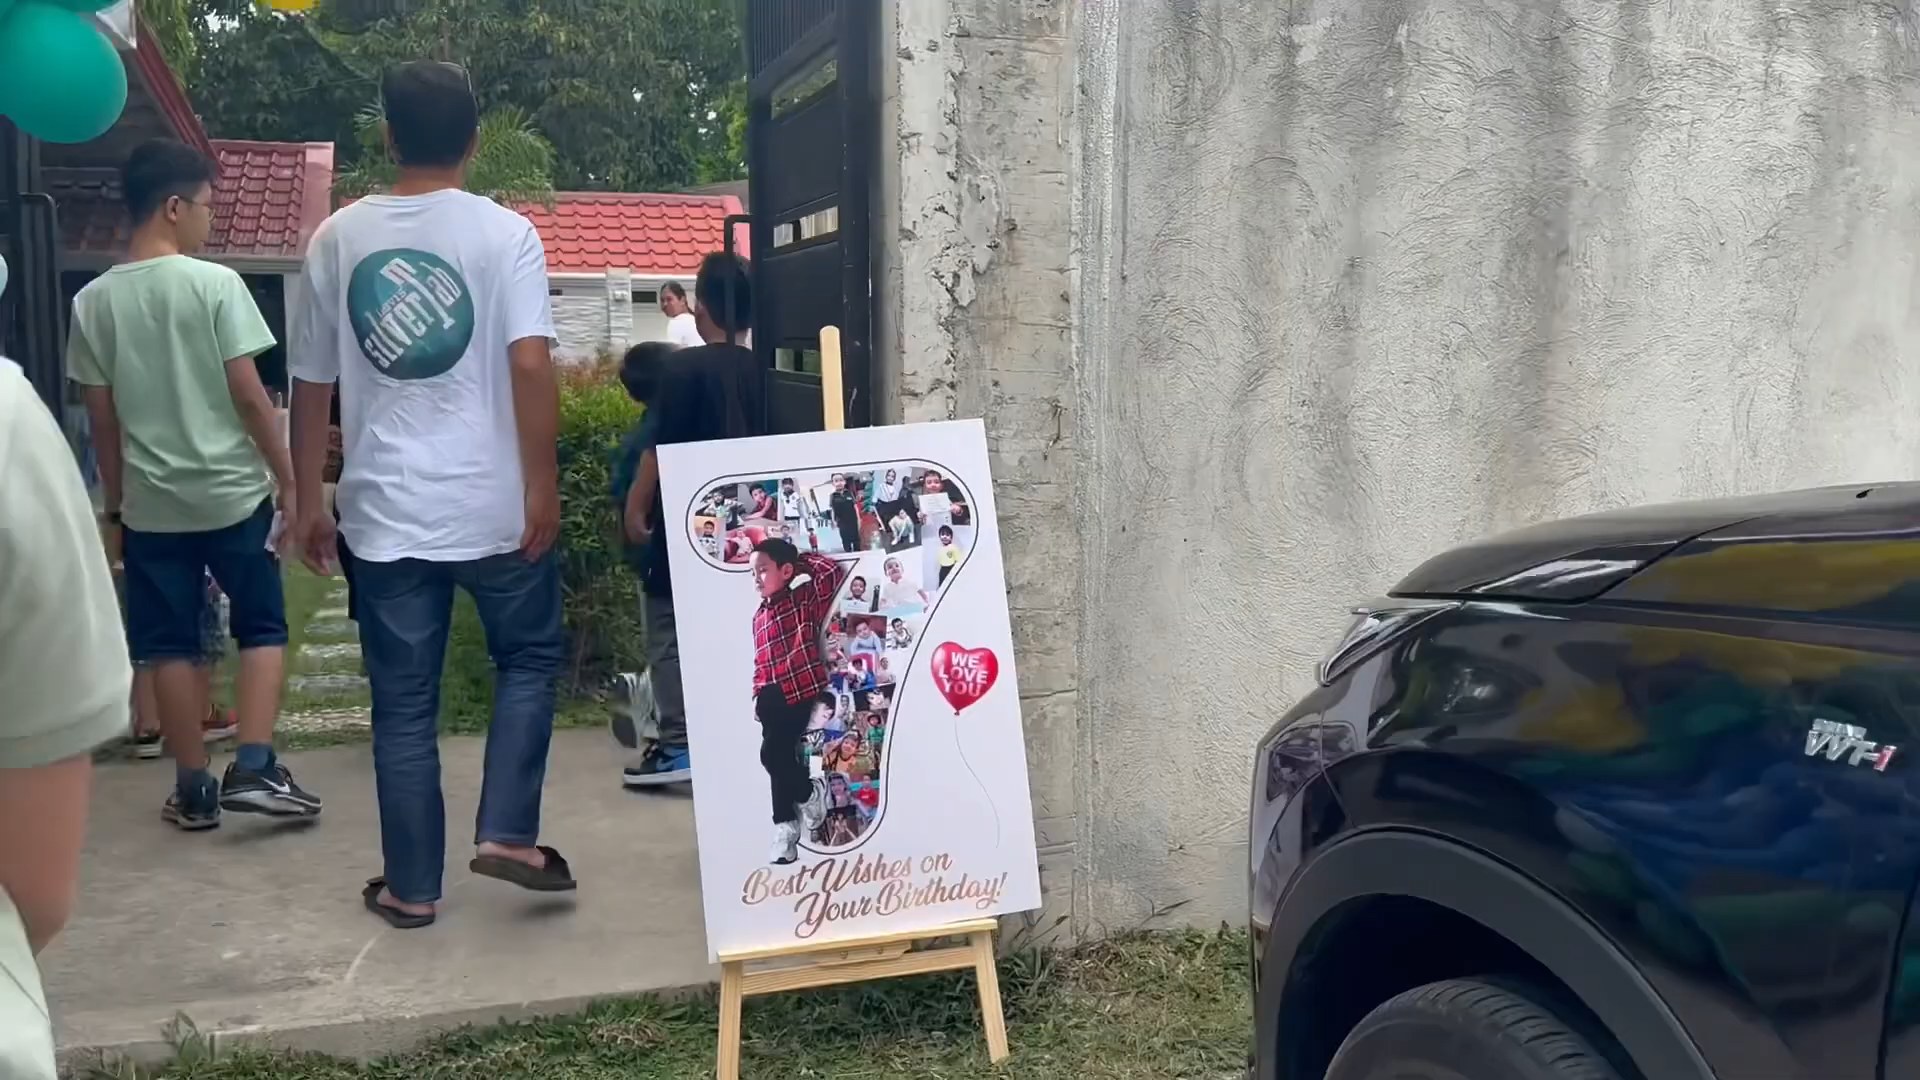 silverlab
WE
LOVE
YOU
Best Wishes on
Your Birthday!
VVT-i